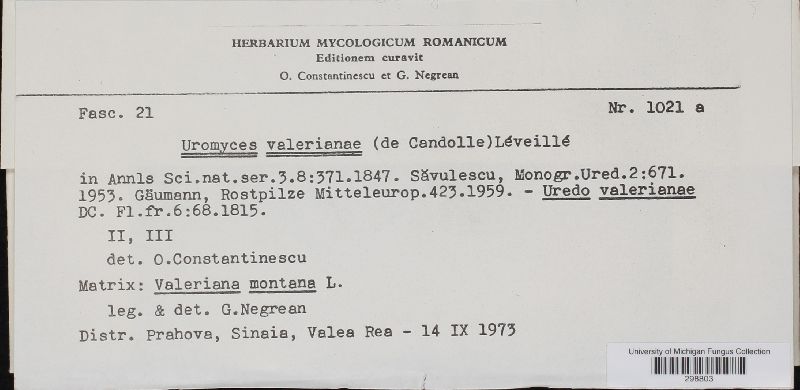 HERBARIUM MYCOLOGICUM ROMANICUM
Editionem curavit
O. Constantinescu et G. Negrean
Fasc. 21
Nr. 1021 a
Uromyces valerianae (de Candolle)Léveillé
in Annls Sci.nat.ser.3.8:371.1847. Săvulescu, Monogr.Ured.2:671.
1953. Gäumann, Rostpilze Mitteleurop.423.1959. - Uredo valerianae
DC. Fl.fr.6:68.1815.
II, III
det. O.Constantinescu
Matrix: Valeriana montana L.
leg. & det. G.Negrean
Distr. Prahova, Sinaia, Valea Rea - 14 IX 1973
University of Michigan Fungus Collection
298803